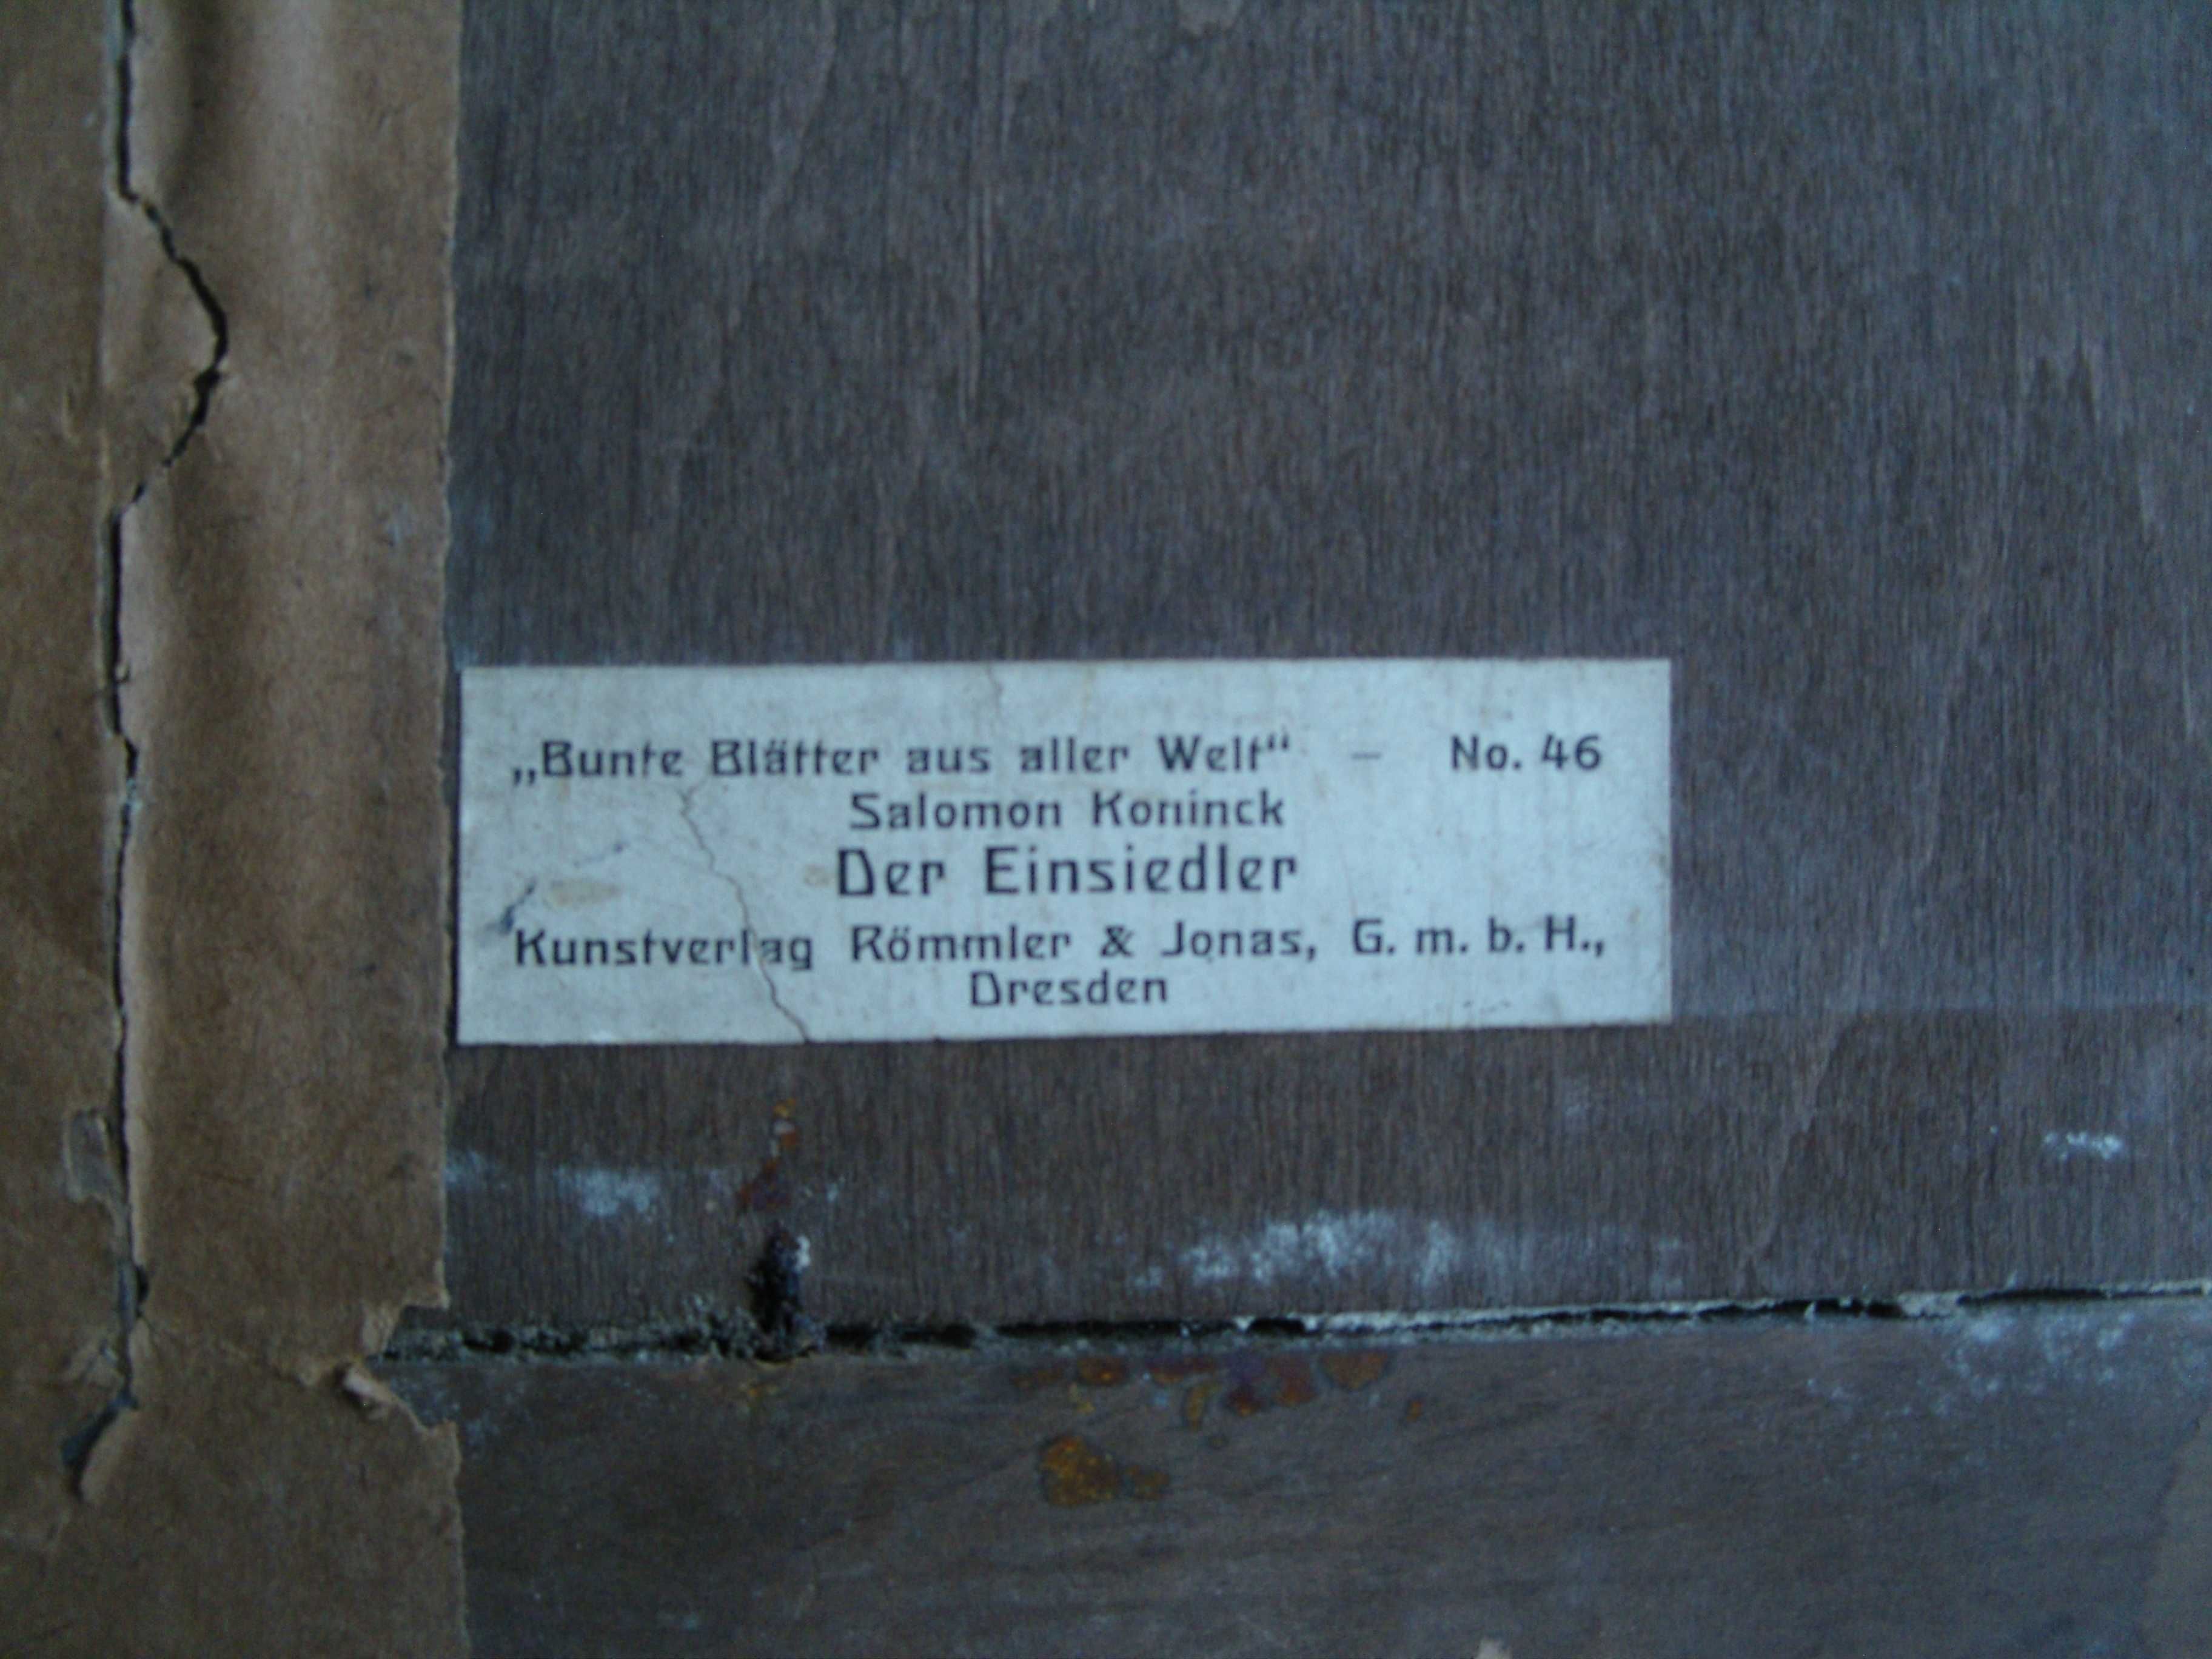 „Bunte Blätter aus aller Welt“ — No. 46
Salomon Koninck
Der Einsiedler
Kunstverlag Römmler & Jonas, G. m. b. H.,
Dresden